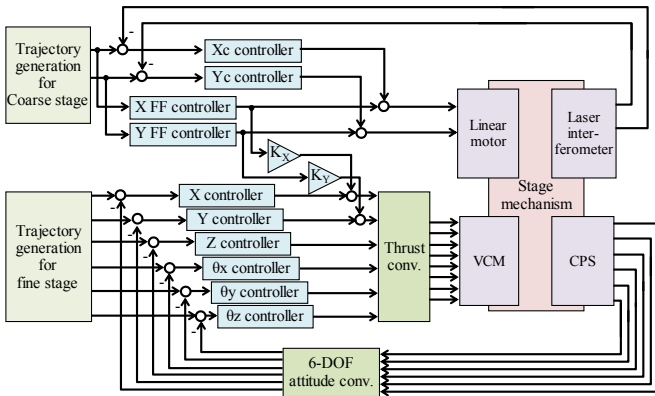 Trajectory
generation
for
Coarse stage
-
-
Xc controller
Yc controller
X FF controller
Y FF controller
K_X
K_Y
Linear
motor
Laser
inter-
ferometer
Stage
mechanism
Trajectory
generation
for
fine stage
-
-
-
-
-
-
X controller
Y controller
Z controller
θx controller
θy controller
θz controller
Thrust
conv.
VCM
CPS
6-DOF
attitude conv.